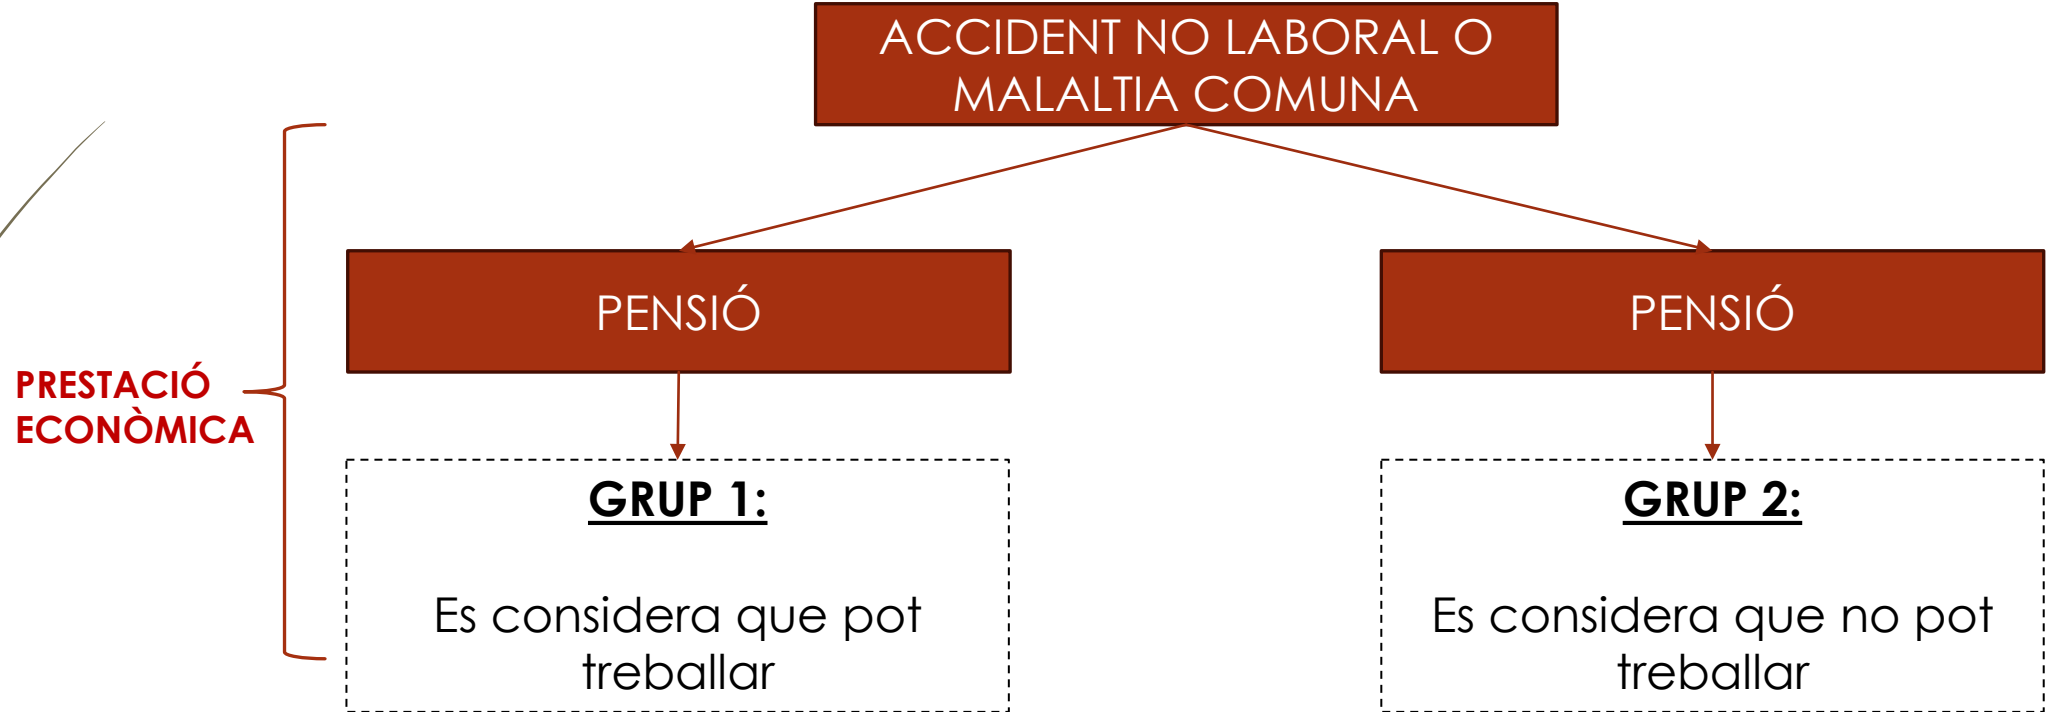 ACCIDENT NO LABORAL O
MALALTIA COMUNA
PENSIÓ
PENSIÓ
PRESTACIÓ
ECONÒMICA
GRUP 1:
Es considera que pot
treballar
GRUP 2:
Es considera que no pot
treballar